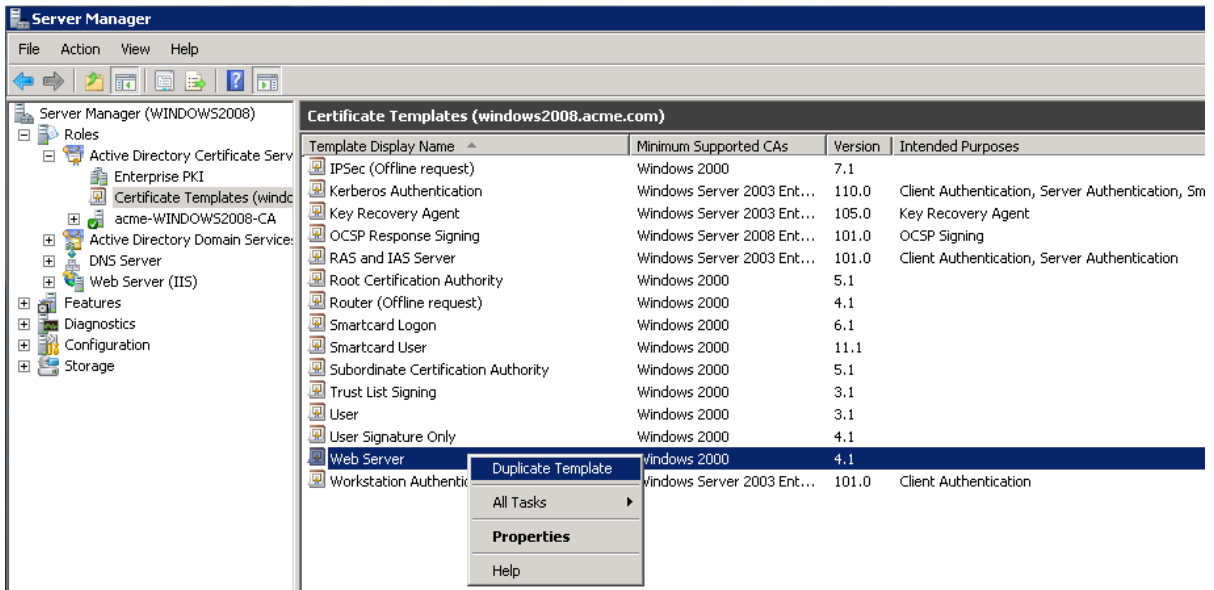 Server Manager
File Action View Help
Server Manager (WINDOWS2008)
Roles
Active Directory Certificate Serv
Enterprise PKI
Certificate Templates (windc
acme-WINDOWS2008-CA
Active Directory Domain Service:
DNS Server
Web Server (IIS)
Features
Diagnostics
Configuration
Storage
Certificate Templates (windows2008.acme.com)
Template Display Name Minimum Supported CAs Version Intended Purposes
IPSec (Offline request) Windows 2000 7.1
Kerberos Authentication Windows Server 2003 Ent... 110.0 Client Authentication, Server Authentication, Sm
Key Recovery Agent Windows Server 2003 Ent... 105.0 Key Recovery Agent
OCSP Response Signing Windows Server 2008 Ent... 101.0 OCSP Signing
RAS and IAS Server Windows Server 2003 Ent... 101.0 Client Authentication, Server Authentication
Root Certification Authority Windows 2000 5.1
Router (Offline request) Windows 2000 4.1
Smartcard Logon Windows 2000 6.1
Smartcard User Windows 2000 11.1
Subordinate Certification Authority Windows 2000 5.1
Trust List Signing Windows 2000 3.1
User Windows 2000 3.1
User Signature Only Windows 2000 4.1
Web Server Windows 2000 4.1
Workstation Authentic Windows Server 2003 Ent... 101.0 Client Authentication
Duplicate Template
All Tasks
Properties
Help